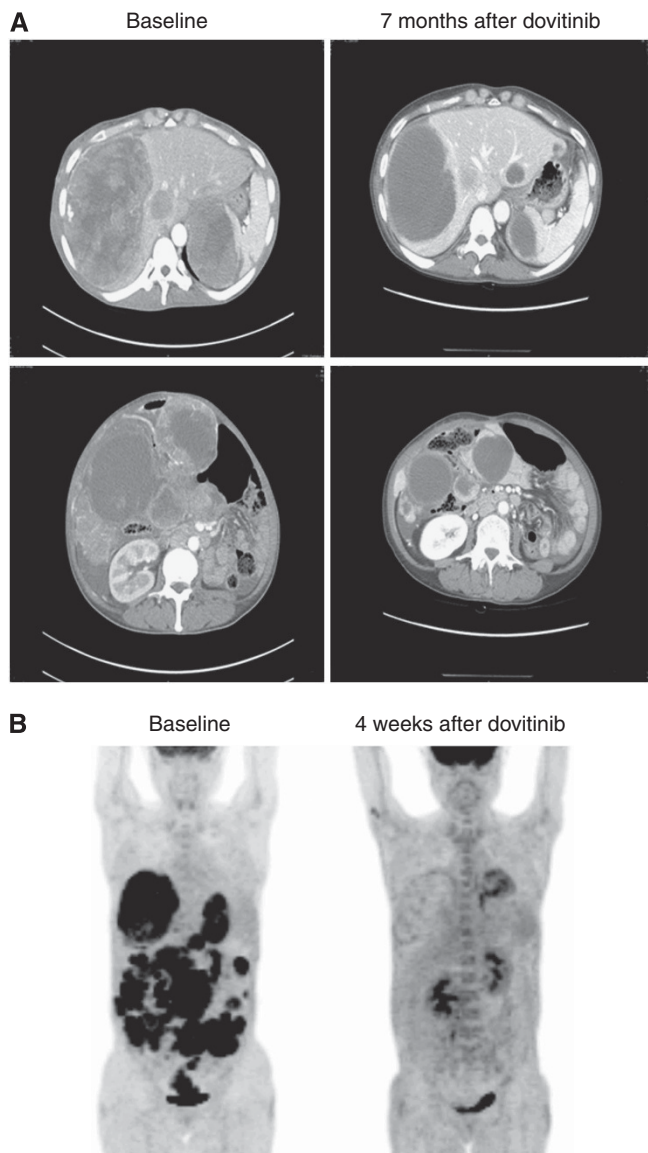 A
Baseline
7 months after dovitinib
B
Baseline
4 weeks after dovitinib